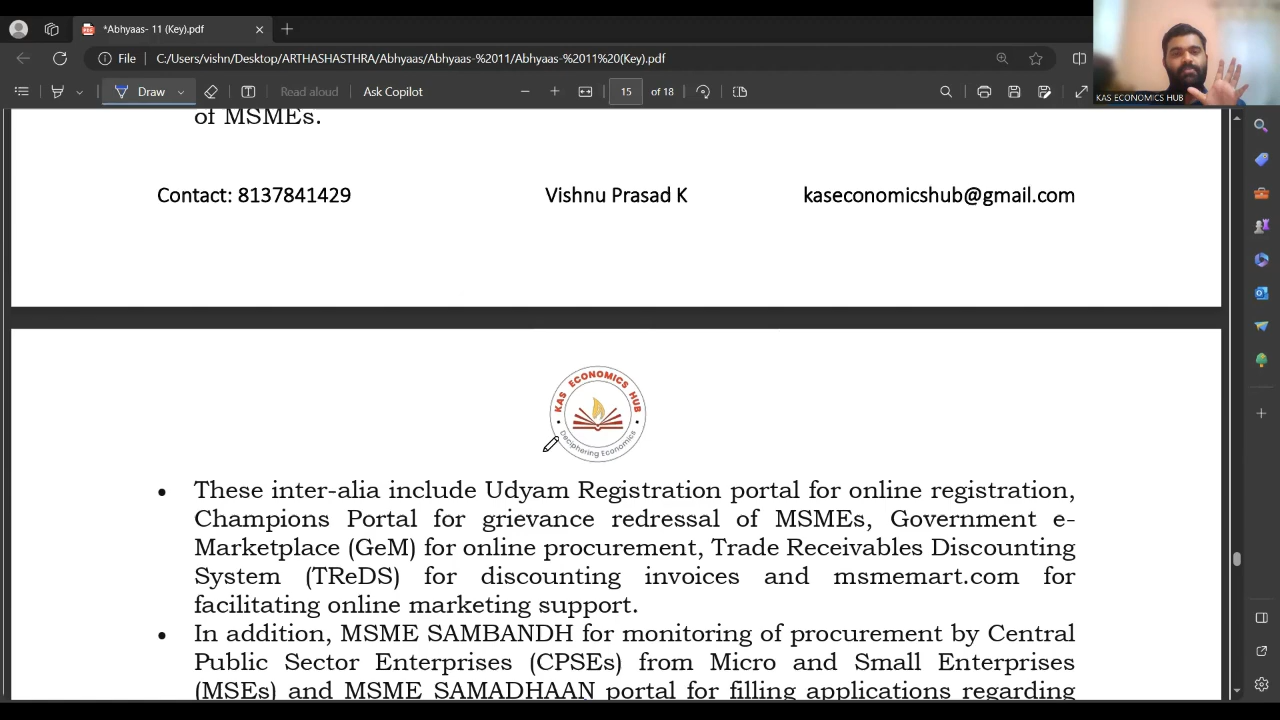 *Abhyaas- 11 (Key).pdf
File C:/Users/vishn/Desktop/ARTHASHASTHRA/Abhyaas/Abhyaas-%2011/Abhyaas-%2011%20(Key).pdf
Draw Read aloud Ask Copilot 15 of 18
KAS ECONOMICS HUB
of MSMEs.
Contact: 8137841429 Vishnu Prasad K kaseconomicshub@gmail.com
KAS ECONOMICS HUB
Deciphering Economics
• These inter-alia include Udyam Registration portal for online registration,
Champions Portal for grievance redressal of MSMEs, Government e-
Marketplace (GeM) for online procurement, Trade Receivables Discounting
System (TReDS) for discounting invoices and msmemart.com for
facilitating online marketing support.
• In addition, MSME SAMBANDH for monitoring of procurement by Central
Public Sector Enterprises (CPSEs) from Micro and Small Enterprises
(MSEs) and MSME SAMADHAAN portal for filling applications regarding